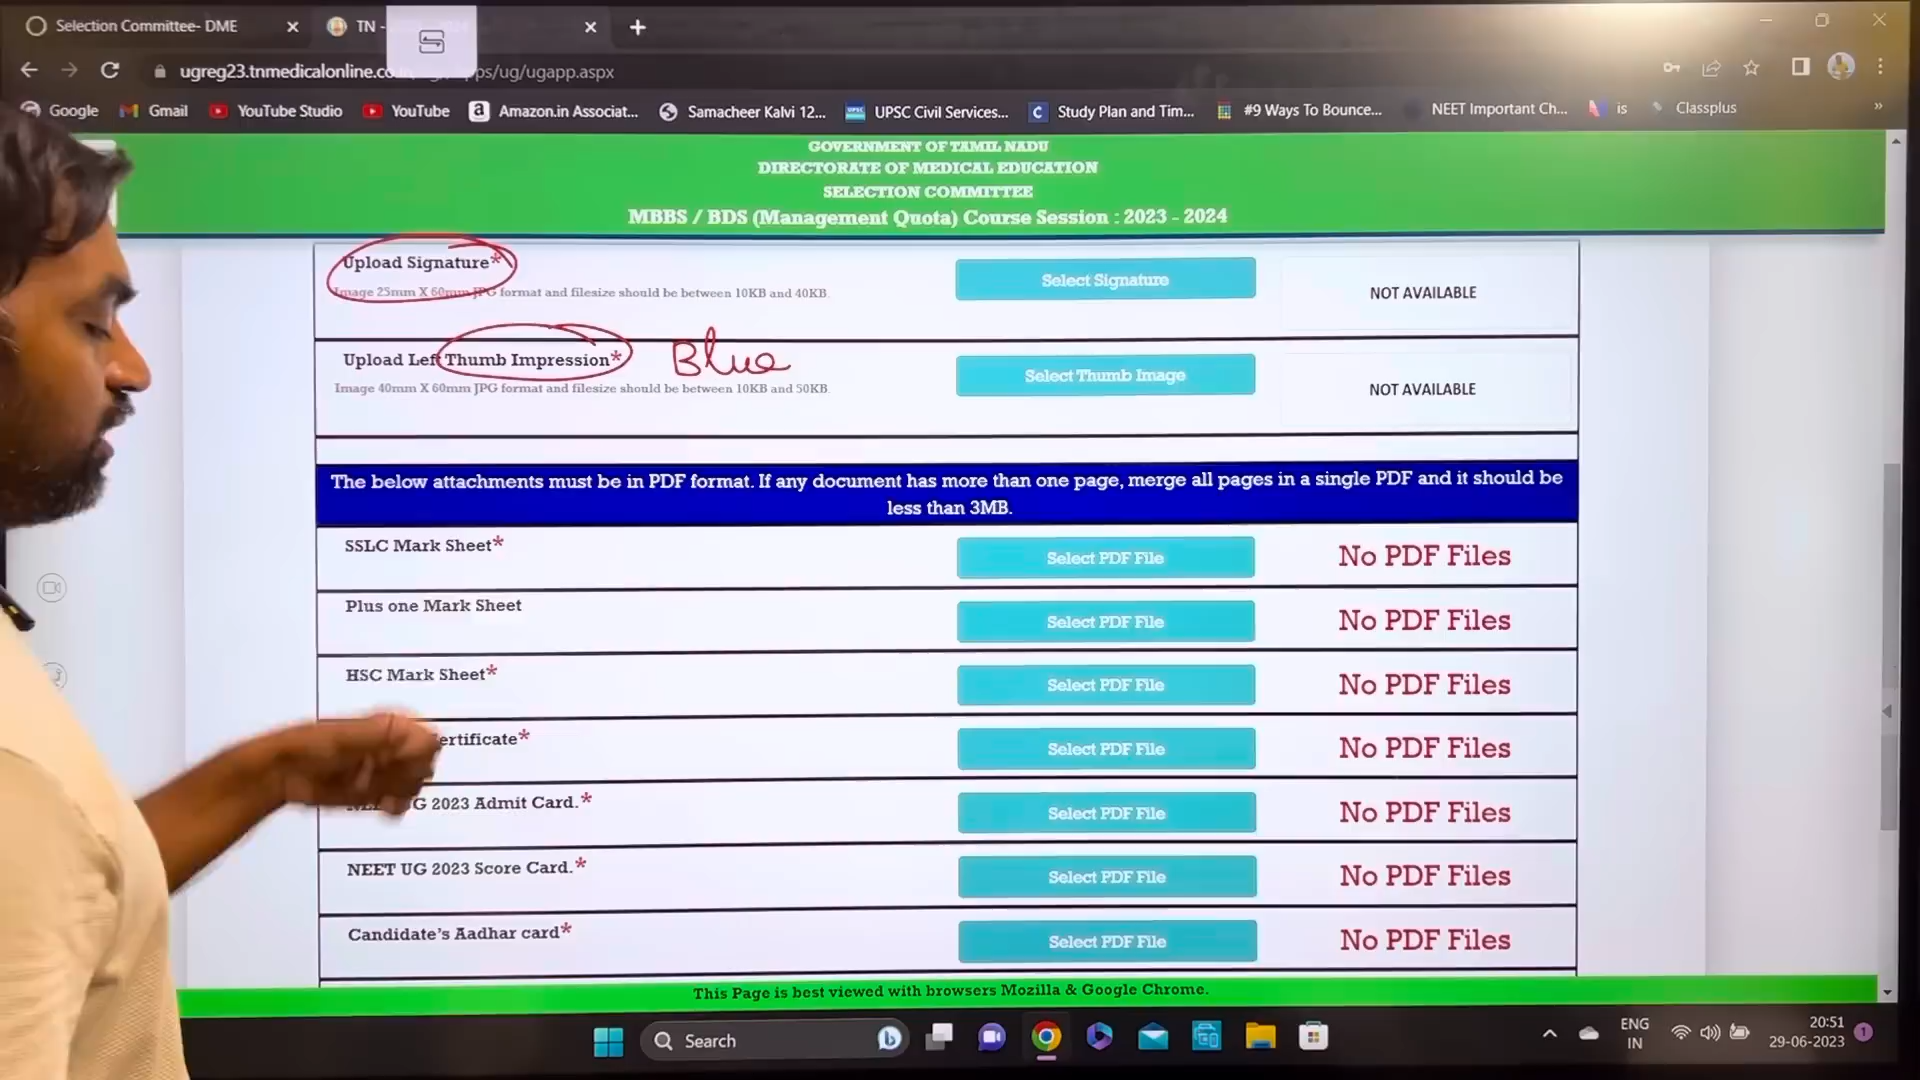 Selection Committee- DME
TN -
ugreg23.tnmedicalonline.co
ps/ug/ugapp.aspx
Google
Gmail
YouTube Studio
YouTube
Amazon.in Associat...
Samacheer Kalvi 12...
UPSC Civil Services...
Study Plan and Tim...
#9 Ways To Bounce...
NEET Important Ch...
is
Classplus
GOVERNMENT OF TAMIL NADU
DIRECTORATE OF MEDICAL EDUCATION
SELECTION COMMITTEE
MBBS / BDS (Management Quota) Course Session : 2023 - 2024
Upload Signature*
Image 25mm X 60mm JPG format and filesize should be between 10KB and 40KB.
Select Signature
NOT AVAILABLE
Upload Left Thumb Impression*
Blue
Image 40mm X 60mm JPG format and filesize should be between 10KB and 50KB.
Select Thumb Image
NOT AVAILABLE
The below attachments must be in PDF format. If any document has more than one page, merge all pages in a single PDF and it should be
less than 3MB.
SSLC Mark Sheet*
Select PDF File
No PDF Files
Plus one Mark Sheet
Select PDF File
No PDF Files
HSC Mark Sheet*
Select PDF File
No PDF Files
ertificate*
Select PDF File
No PDF Files
UG 2023 Admit Card.*
Select PDF File
No PDF Files
NEET UG 2023 Score Card.*
Select PDF File
No PDF Files
Candidate's Aadhar card*
Select PDF File
No PDF Files
This Page is best viewed with browsers Mozilla & Google Chrome.
Search
ENG
IN
20:51
29-06-2023
1